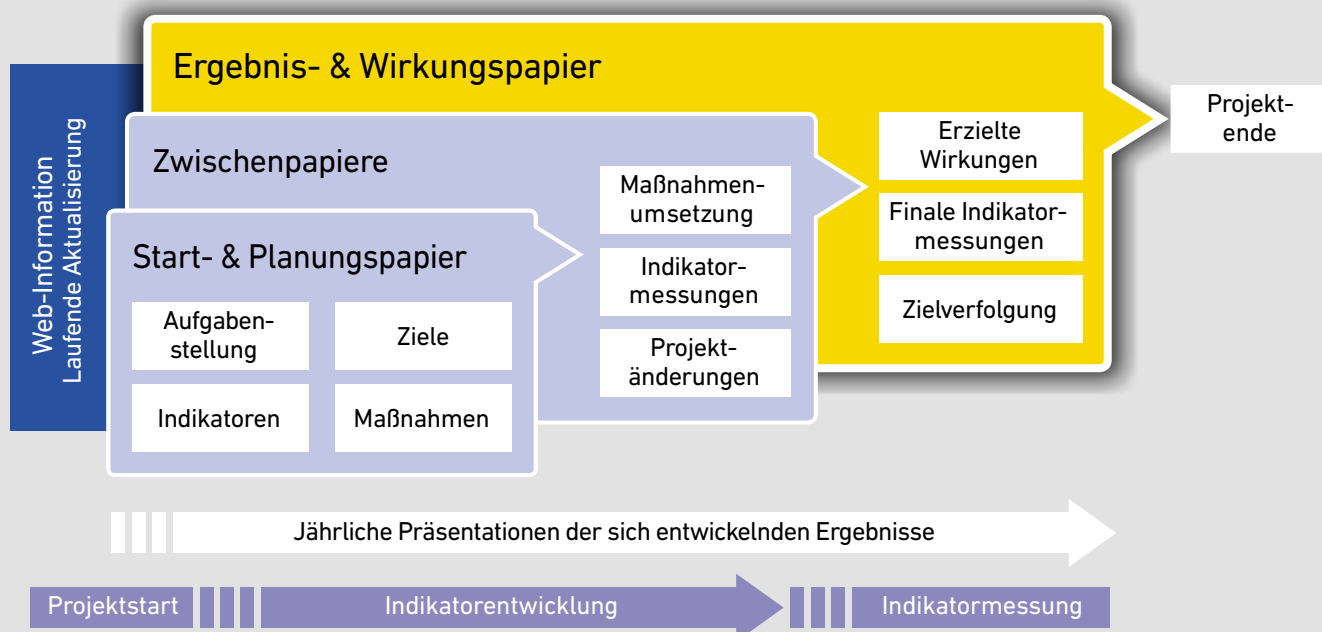 Ergebnis- & Wirkungspapier
Projekt-
ende
Web-Information
Laufende Aktualisierung
Zwischenpapiere
Erzielte
Wirkungen
Maßnahmen-
umsetzung
Finale Indikator-
messungen
Start- & Planungspapier
Indikator-
messungen
Zielverfolgung
Aufgaben-
stellung
Ziele
Projekt-
änderungen
Indikatoren
Maßnahmen
Jährliche Präsentationen der sich entwickelnden Ergebnisse
Projektstart
Indikatorentwicklung
Indikatormessung